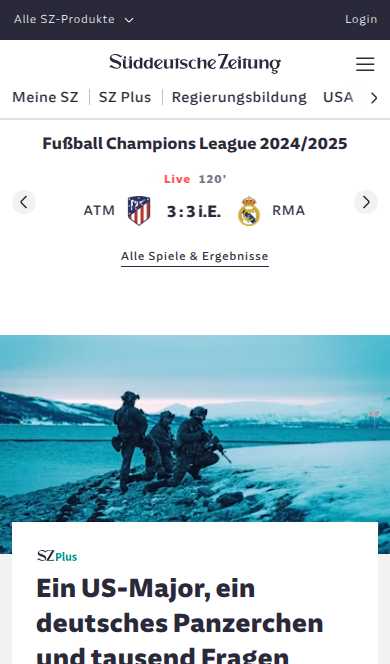 Alle SZ-Produkte
Login
Süddeutsche Zeitung
Meine SZ
SZ Plus
Regierungsbildung
USA
Fußball Champions League 2024/2025
Live 120'
ATM 3 : 3 i.E. RMA
Alle Spiele & Ergebnisse
SZ Plus
Ein US-Major, ein
deutsches Panzerchen
und tausend Fragen